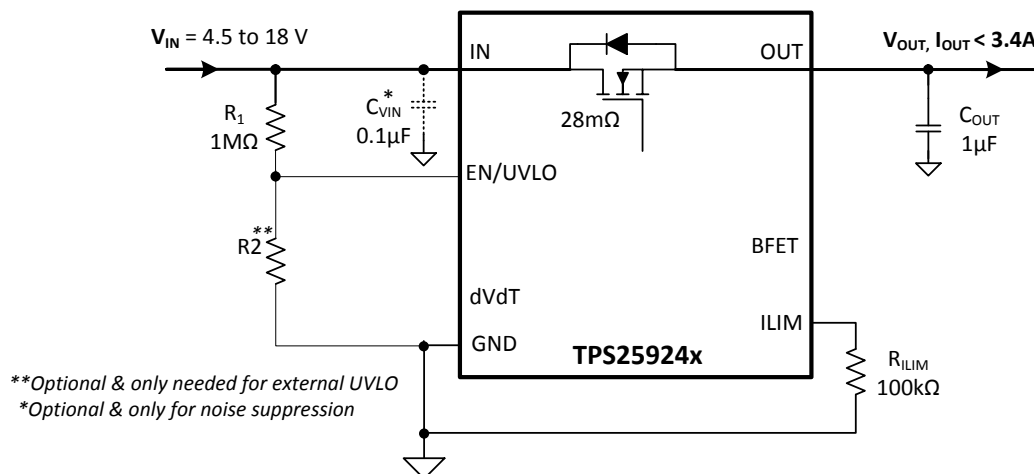 V_IN = 4.5 to 18 V
IN
OUT
V_OUT, I_OUT < 3.4A
R_1
1MΩ
*
C_VIN
0.1µF
28mΩ
C_OUT
1µF
EN/UVLO
R2**
BFET
dVdT
ILIM
GND
TPS25924x
R_ILIM
100kΩ
**Optional & only needed for external UVLO
*Optional & only for noise suppression